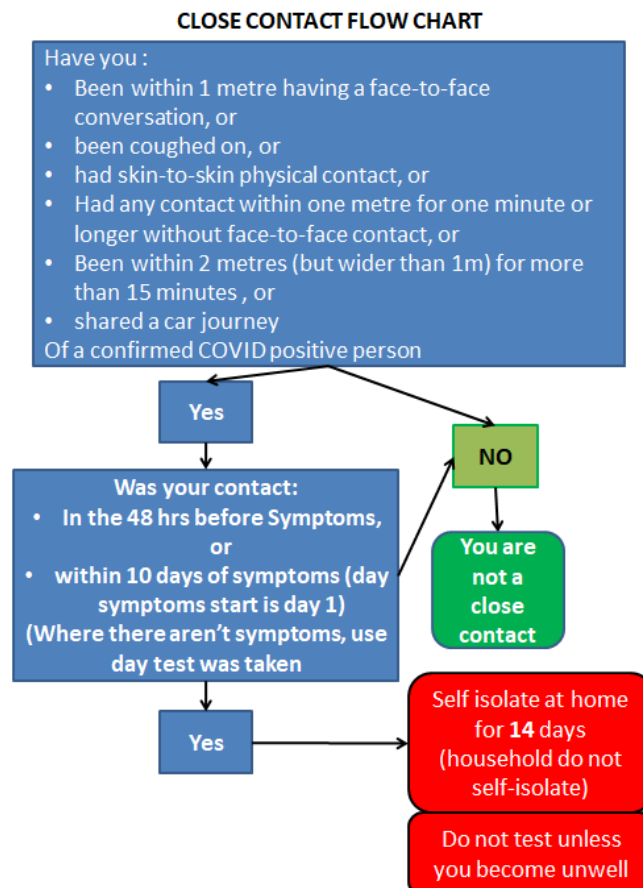 CLOSE CONTACT FLOW CHART
Have you :
• Been within 1 metre having a face-to-face
conversation, or
• been coughed on, or
• had skin-to-skin physical contact, or
• Had any contact within one metre for one minute or
longer without face-to-face contact, or
• Been within 2 metres (but wider than 1m) for more
than 15 minutes , or
• shared a car journey
Of a confirmed COVID positive person
Yes
NO
Was your contact:
• In the 48 hrs before Symptoms,
or
• within 10 days of symptoms (day
symptoms start is day 1)
(Where there aren’t symptoms, use
day test was taken
You are
not a
close
contact
Yes
Self isolate at home
for 14 days
(household do not
self-isolate)
Do not test unless
you become unwell